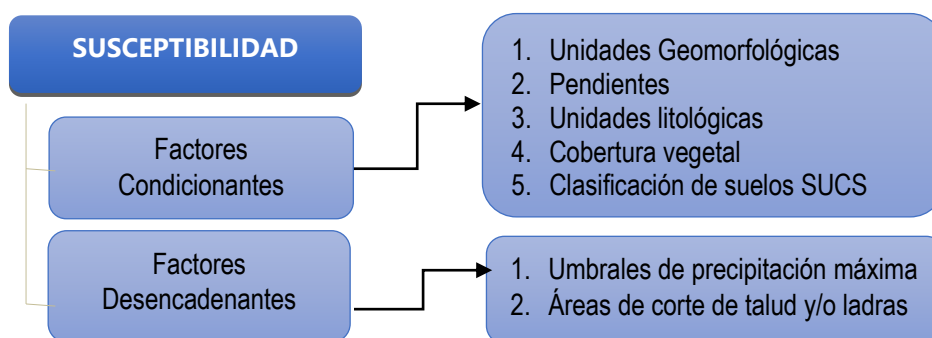 SUSCEPTIBILIDAD
Factores
Condicionantes
1. Unidades Geomorfológicas
2. Pendientes
3. Unidades litológicas
4. Cobertura vegetal
5. Clasificación de suelos SUCS
Factores
Desencadenantes
1. Umbrales de precipitación máxima
2. Áreas de corte de talud y/o ladras